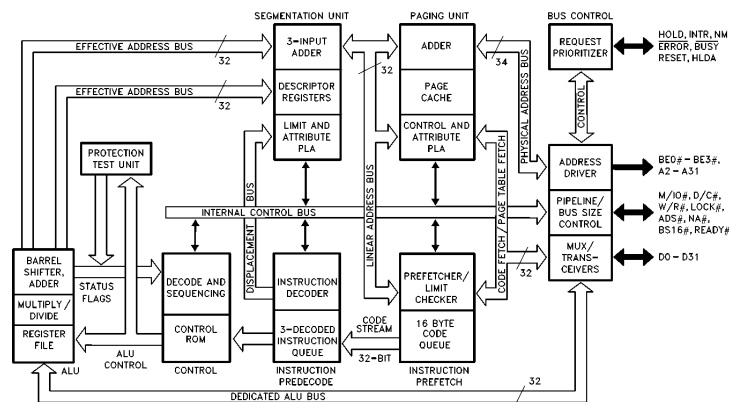 SEGMENTATION UNIT
PAGING UNIT
BUS CONTROL
EFFECTIVE ADDRESS BUS
32
3-INPUT
ADDER
32
ADDER
34
REQUEST
PRIORITIZER
HOLD, INTR, NM
ERROR, BUSY
RESET, HLDA
EFFECTIVE ADDRESS BUS
32
DESCRIPTOR
REGISTERS
PAGE
CACHE
PHYSICAL ADDRESS BUS
CONTROL
LIMIT AND
ATTRIBUTE
PLA
CONTROL AND
ATTRIBUTE
PLA
PROTECTION
TEST UNIT
ADDRESS
DRIVER
BE0# - BE3#,
A2 - A31
DISPLACEMENT BUS
LINEAR ADDRESS BUS
CODE FETCH/PAGE TABLE FETCH
INTERNAL CONTROL BUS
PIPELINE/
BUS SIZE
CONTROL
M/IO#, D/C#,
W/R#, LOCK#,
ADS#, NA#,
BS16#, READY#
BARREL
SHIFTER,
ADDER
STATUS
FLAGS
DECODE AND
SEQUENCING
INSTRUCTION
DECODER
PREFETCHER/
LIMIT
CHECKER
32
MUX/
TRANS-
CEIVERS
D0 - D31
MULTIPLY/
DIVIDE
REGISTER
FILE
ALU
ALU
CONTROL
CONTROL
ROM
CONTROL
3-DECODED
INSTRUCTION
QUEUE
INSTRUCTION
PREDECODE
CODE
STREAM
32-BIT
16 BYTE
CODE
QUEUE
INSTRUCTION
PREFETCH
DEDICATED ALU BUS
32